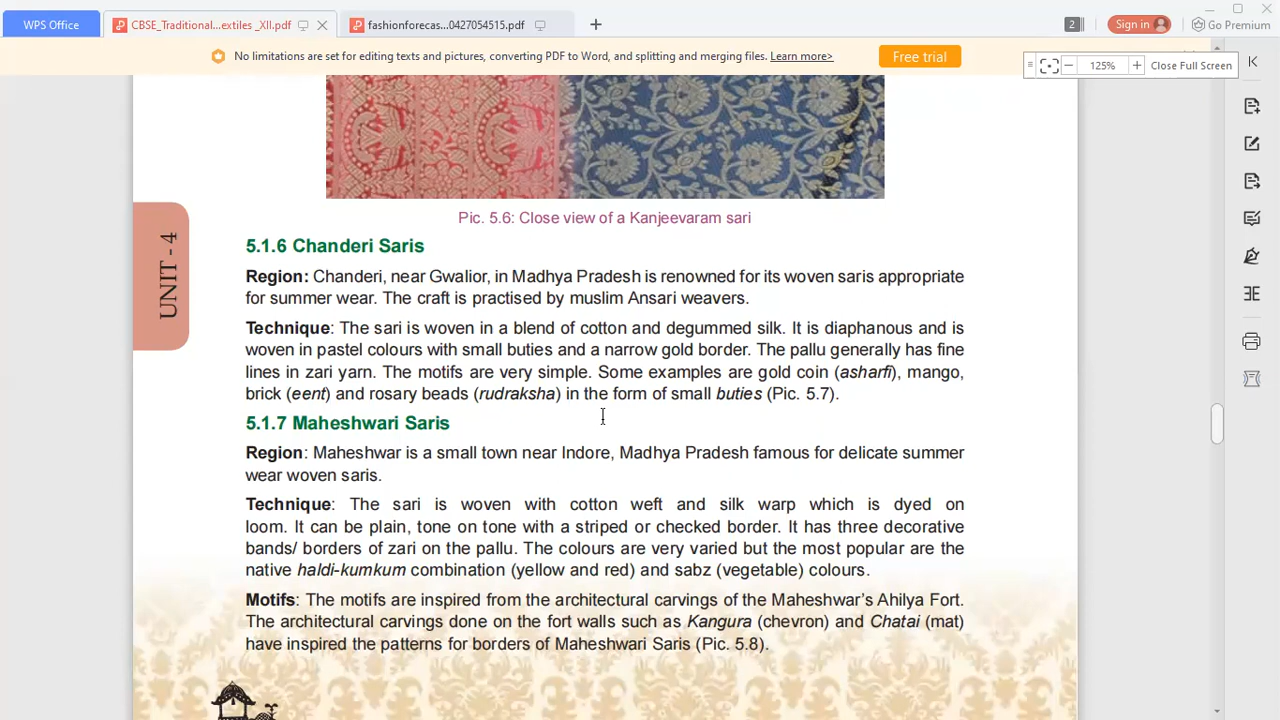 WPS Office
CBSE_Traditional...extiles _XII.pdf
fashionforecas...0427054515.pdf
2
Sign in
Go Premium
No limitations are set for editing texts and pictures, converting PDF to Word, and splitting and merging files. Learn more>
Free trial
125%
Close Full Screen
Pic. 5.6: Close view of a Kanjeevaram sari
UNIT - 4
5.1.6 Chanderi Saris
Region: Chanderi, near Gwalior, in Madhya Pradesh is renowned for its woven saris appropriate
for summer wear. The craft is practised by muslim Ansari weavers.
Technique: The sari is woven in a blend of cotton and degummed silk. It is diaphanous and is
woven in pastel colours with small buties and a narrow gold border. The pallu generally has fine
lines in zari yarn. The motifs are very simple. Some examples are gold coin (asharfi), mango,
brick (eent) and rosary beads (rudraksha) in the form of small buties (Pic. 5.7).
5.1.7 Maheshwari Saris
Region: Maheshwar is a small town near Indore, Madhya Pradesh famous for delicate summer
wear woven saris.
Technique: The sari is woven with cotton weft and silk warp which is dyed on
loom. It can be plain, tone on tone with a striped or checked border. It has three decorative
bands/ borders of zari on the pallu. The colours are very varied but the most popular are the
native haldi-kumkum combination (yellow and red) and sabz (vegetable) colours.
Motifs: The motifs are inspired from the architectural carvings of the Maheshwar's Ahilya Fort.
The architectural carvings done on the fort walls such as Kangura (chevron) and Chatai (mat)
have inspired the patterns for borders of Maheshwari Saris (Pic. 5.8).